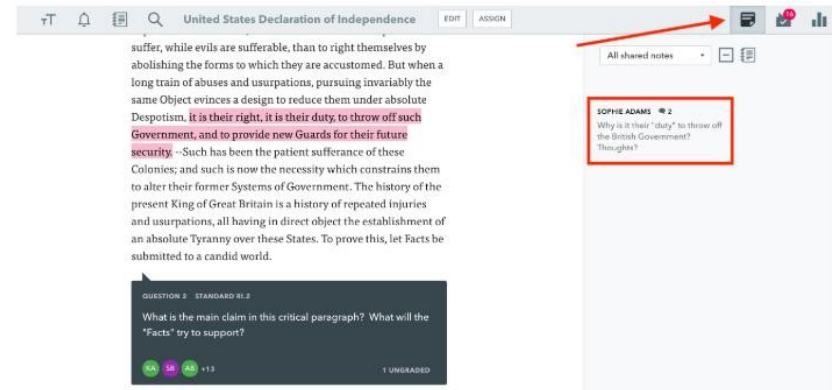 тT United States Declaration of Independence EDIT ASSIGN 16
suffer, while evils are sufferable, than to right themselves by
abolishing the forms to which they are accustomed. But when a
long train of abuses and usurpations, pursuing invariably the
same Object evinces a design to reduce them under absolute
Despotism, it is their right, it is their duty, to throw off such
Government, and to provide new Guards for their future
security. --Such has been the patient sufferance of these
Colonies; and such is now the necessity which constrains them
to alter their former Systems of Government. The history of the
present King of Great Britain is a history of repeated injuries
and usurpations, all having in direct object the establishment of
an absolute Tyranny over these States. To prove this, let Facts be
submitted to a candid world.
QUESTION 2 STANDARD RI.2
What is the main claim in this critical paragraph? What will the
"Facts" try to support?
KA SB AB +13 1 UNGRADED
All shared notes
SOPHIE ADAMS 2
Why is it their "duty" to throw off
the British Government?
Thoughts?